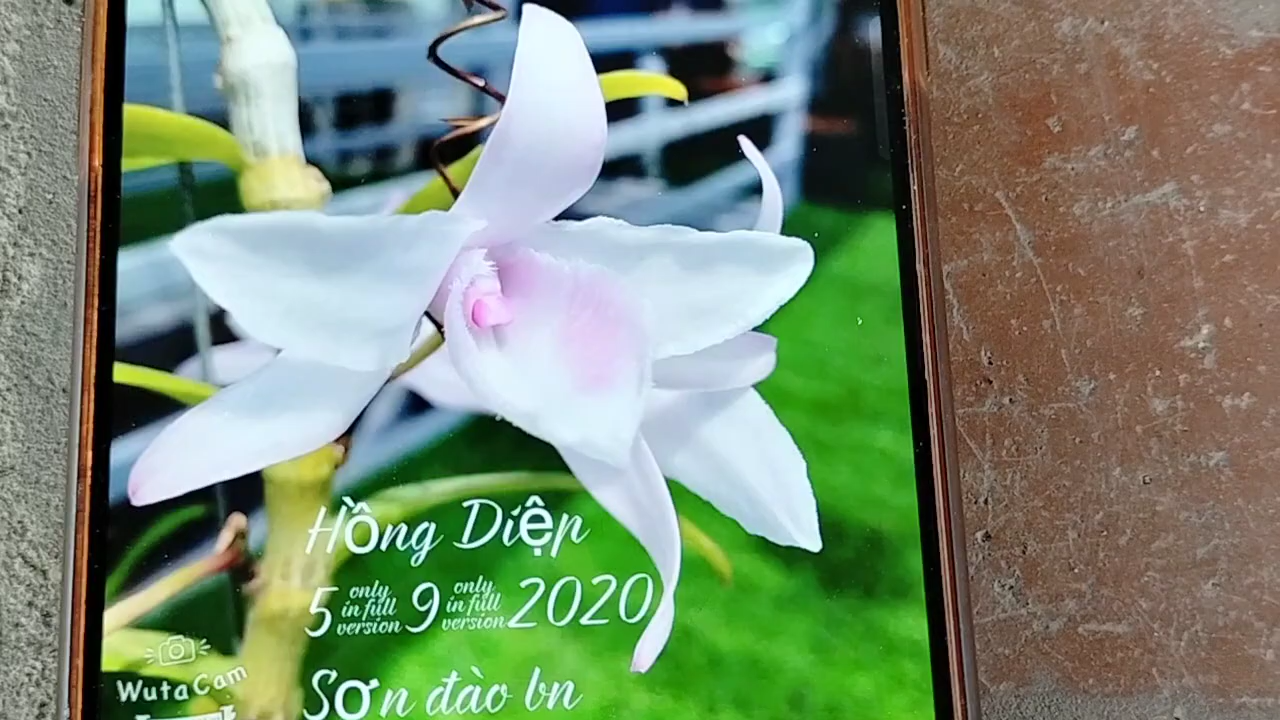 Hồng Diệp
5 only in full version 9 only in full version 2020
WutaCam
Sơn đào bn